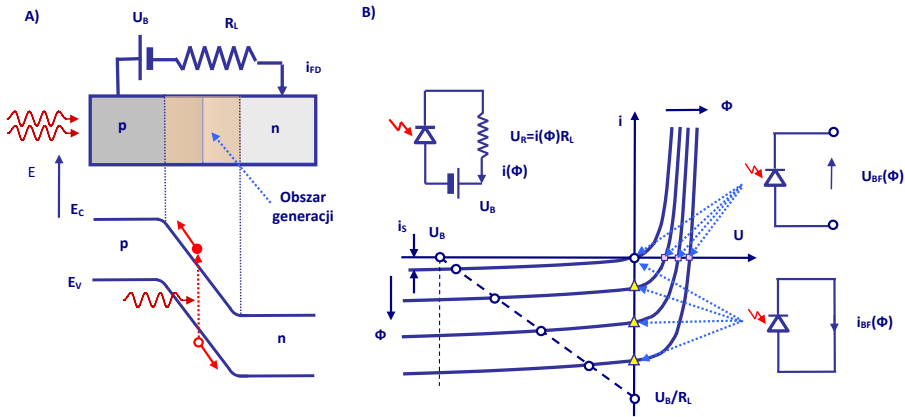 A)
U_B
R_L
i_FD
p
n
E
Obszar
generacji
E_C
p
E_V
n
B)
i
Φ
U_R=i(Φ)R_L
i(Φ)
U_B
U_BF(Φ)
i_S
U_B
U
Φ
i_BF(Φ)
U_B/R_L